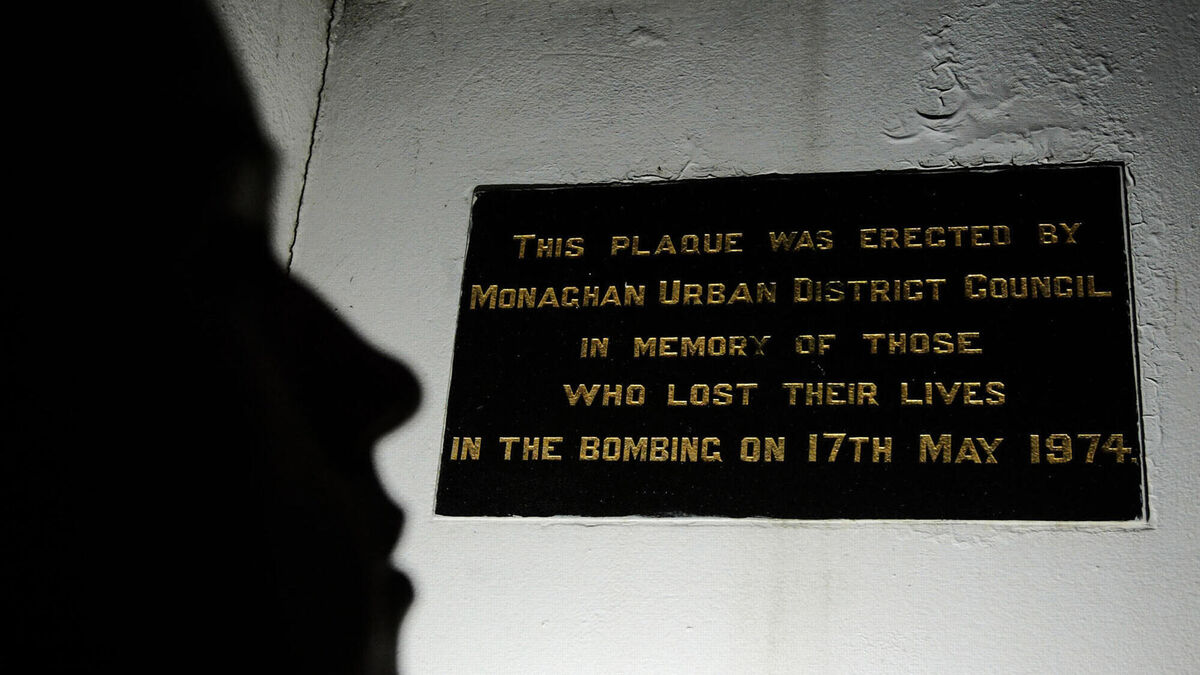 THIS PLAQUE WAS ERECTED BY
MONAGHAN URBAN DISTRICT COUNCIL
IN MEMORY OF THOSE
WHO LOST THEIR LIVES
IN THE BOMBING ON 17TH MAY 1974.